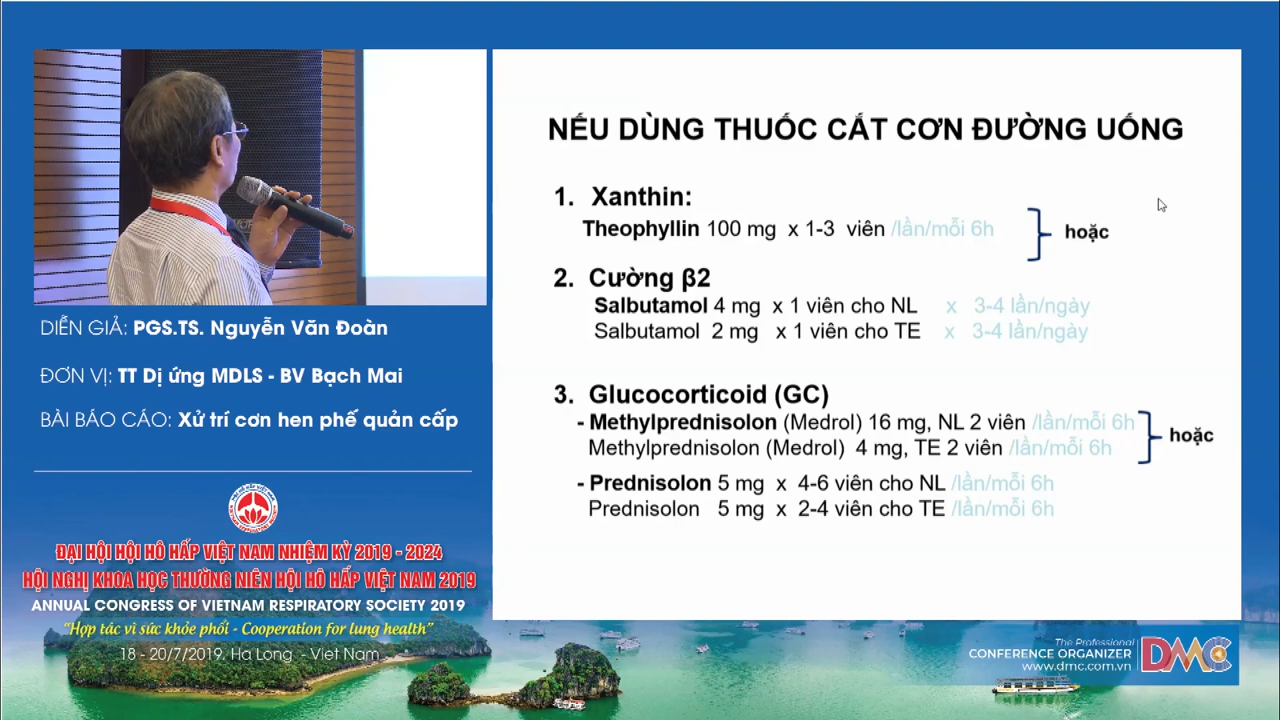 NẾU DÙNG THUỐC CẮT CƠN ĐƯỜNG UỐNG
1. Xanthin:
Theophyllin 100 mg x 1-3 viên /lần/mỗi 6h
hoặc
2. Cường β2
Salbutamol 4 mg x 1 viên cho NL x 3-4 lần/ngày
Salbutamol 2 mg x 1 viên cho TE x 3-4 lần/ngày
3. Glucocorticoid (GC)
- Methylprednisolon (Medrol) 16 mg, NL 2 viên /lần/mỗi 6h
Methylprednisolon (Medrol) 4 mg, TE 2 viên /lần/mỗi 6h
hoặc
- Prednisolon 5 mg x 4-6 viên cho NL /lần/mỗi 6h
Prednisolon 5 mg x 2-4 viên cho TE /lần/mỗi 6h
DIỄN GIẢ: PGS.TS. Nguyễn Văn Đoàn
ĐƠN VỊ: TT Dị ứng MDLS - BV Bạch Mai
BÀI BÁO CÁO: Xử trí cơn hen phế quản cấp
ĐẠI HỘI HỘI HÔ HẤP VIỆT NAM NHIỆM KỲ 2019 - 2024
HỘI NGHỊ KHOA HỌC THƯỜNG NIÊN HỘI HÔ HẤP VIỆT NAM 2019
ANNUAL CONGRESS OF VIETNAM RESPIRATORY SOCIETY 2019
"Hợp tác vì sức khỏe phổi - Cooperation for lung health"
18 - 20/7/2019. Ha Long - Viet Nam
The Professional
CONFERENCE ORGANIZER
www.dmc.com.vn
DMC